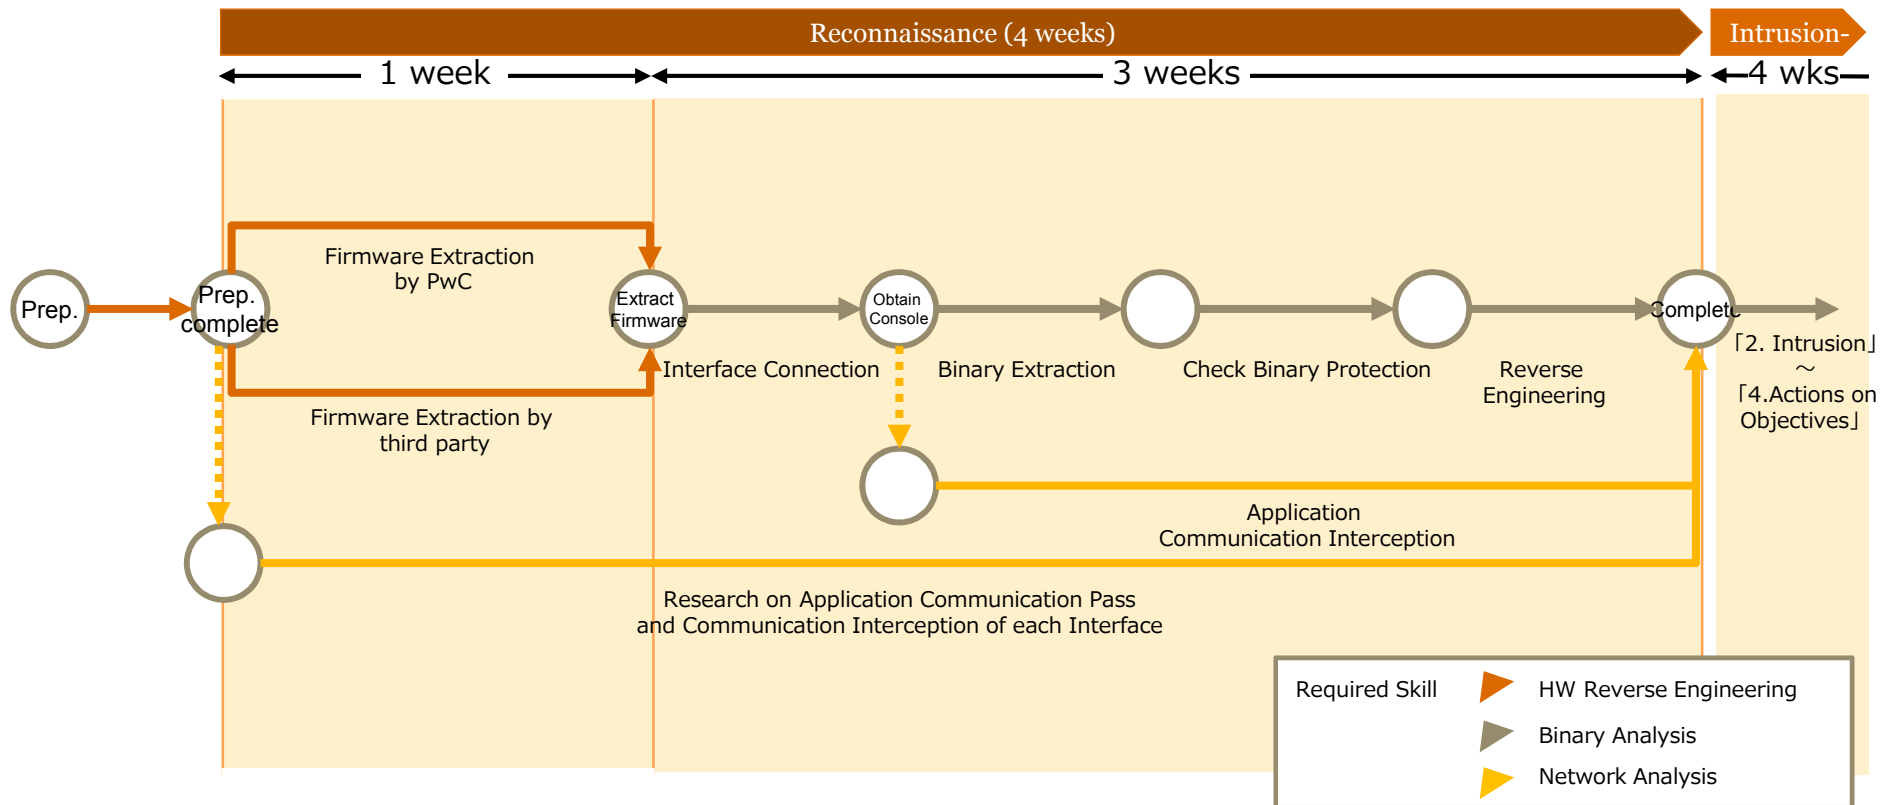 Reconnaissance (4 weeks)
Intrusion-
1 week
3 weeks
4 wks
Firmware Extraction
by PwC
Prep.
Prep.
complete
Extract
Firmware
Obtain
Console
Complete
Interface Connection
Binary Extraction
Check Binary Protection
Reverse
Engineering
「2. Intrusion」
～
「4.Actions on
Objectives」
Firmware Extraction by
third party
Application
Communication Interception
Research on Application Communication Pass
and Communication Interception of each Interface
Required Skill
HW Reverse Engineering
Binary Analysis
Network Analysis